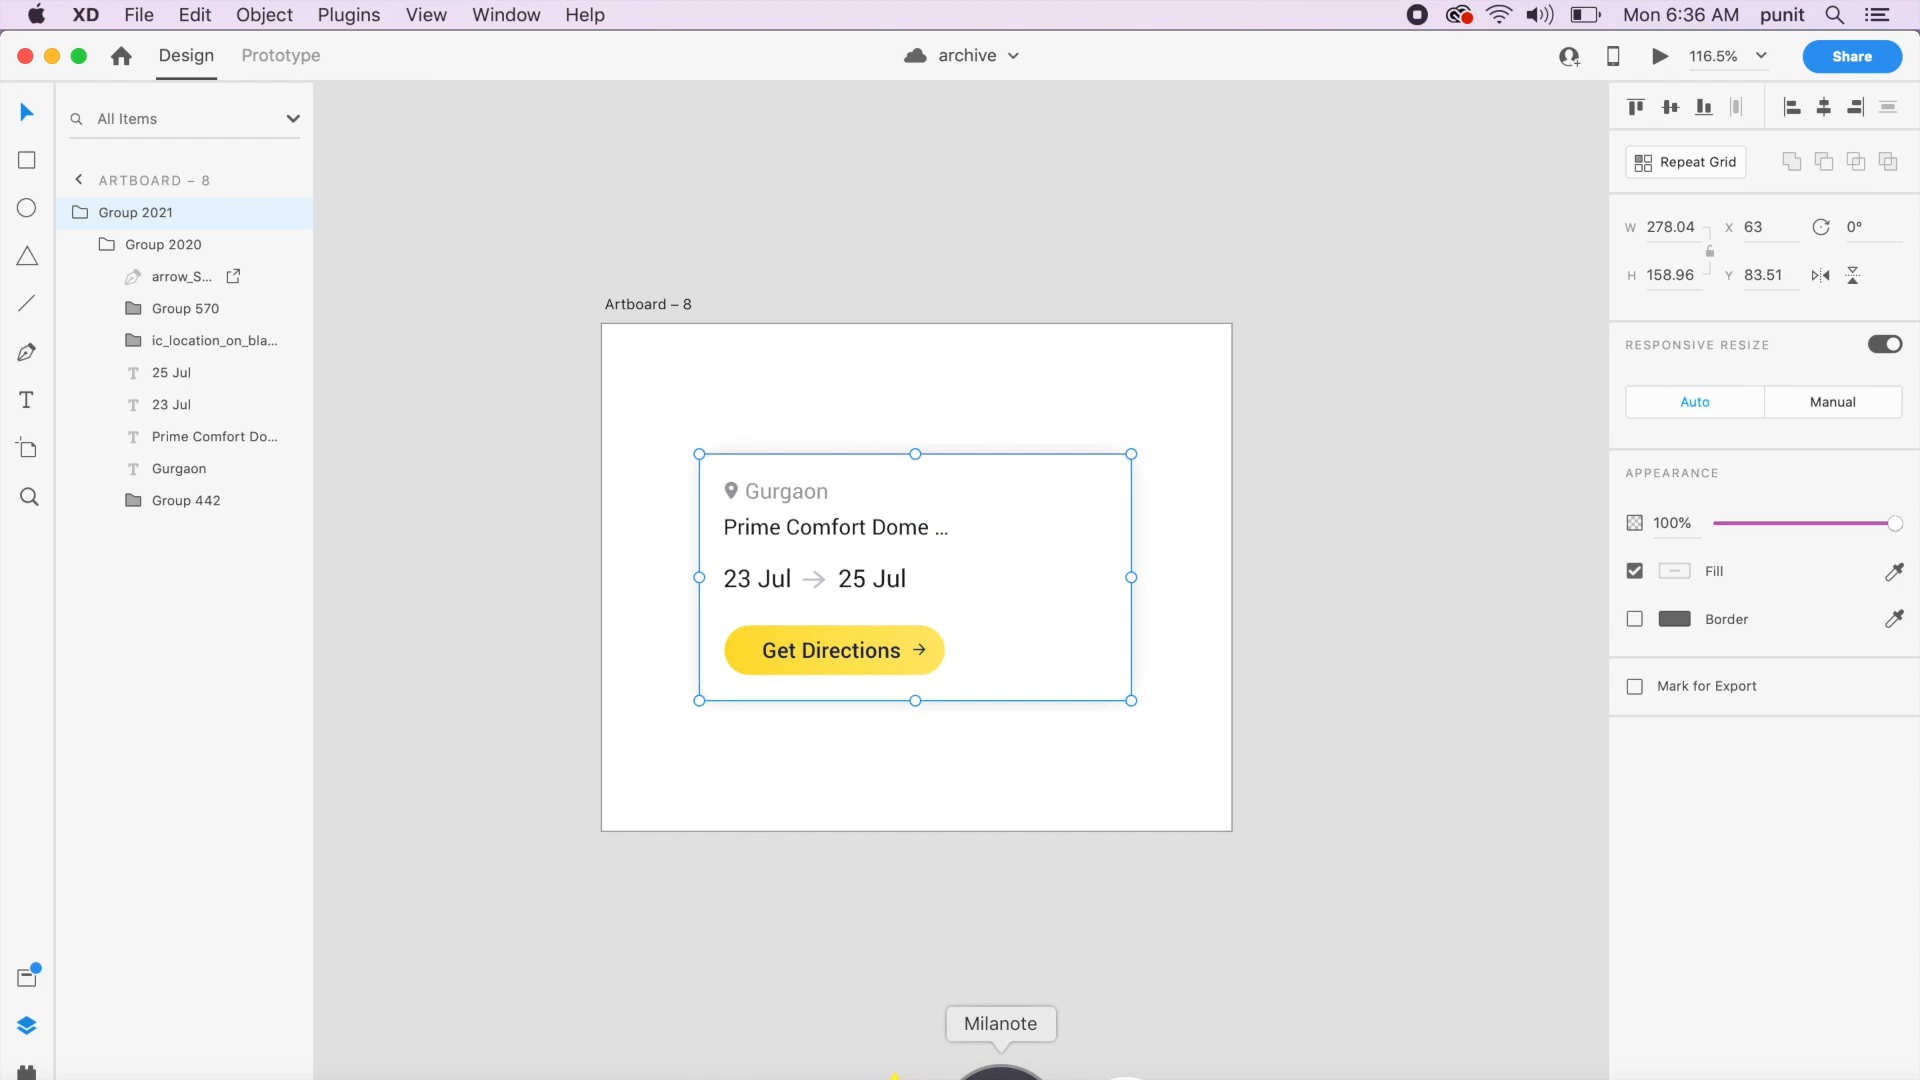 XD File Edit Object Plugins View Window Help Mon 6:36 AM punit
Design Prototype archive 116.5% Share
All Items
ARTBOARD – 8
Group 2021
Group 2020
arrow_S...
Group 570
ic_location_on_bla...
25 Jul
23 Jul
Prime Comfort Do...
Gurgaon
Group 442
Artboard – 8
Gurgaon
Prime Comfort Dome ...
23 Jul → 25 Jul
Get Directions →
Milanote
Repeat Grid
W 278.04 X 63 0°
H 158.96 Y 83.51
RESPONSIVE RESIZE
Auto Manual
APPEARANCE
100%
Fill
Border
Mark for Export